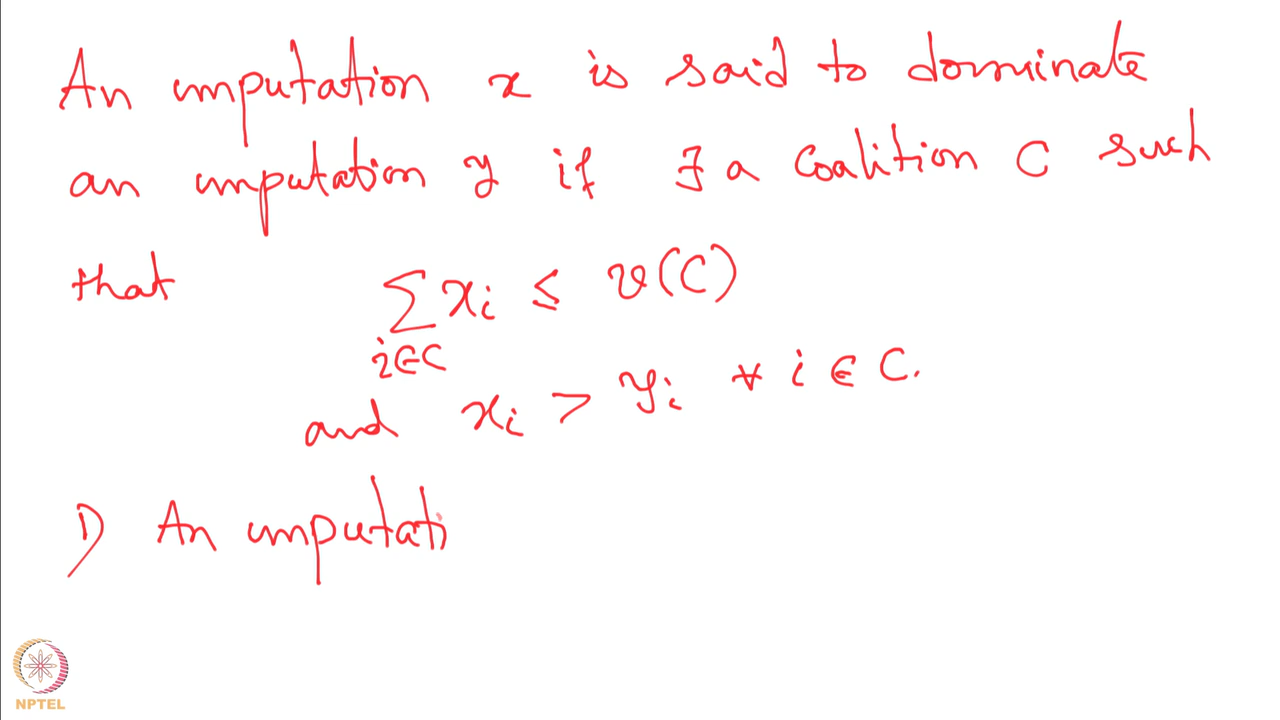 An imputation x is said to dominate
an imputation y if ∃ a Coalition C such
that ∑ xi ≤ v(C)
i∈C
and xi > yi ∀ i ∈ C.
1) An imputati
NPTEL